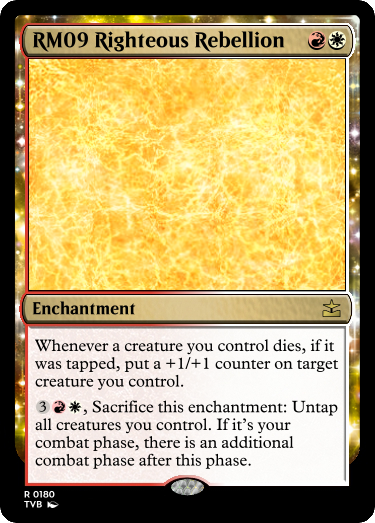 RM09 Righteous Rebellion
Enchantment
Whenever a creature you control dies, if it
was tapped, put a +1/+1 counter on target
creature you control.
3, Sacrifice this enchantment: Untap
all creatures you control. If it's your
combat phase, there is an additional
combat phase after this phase.
R 0180
TVB